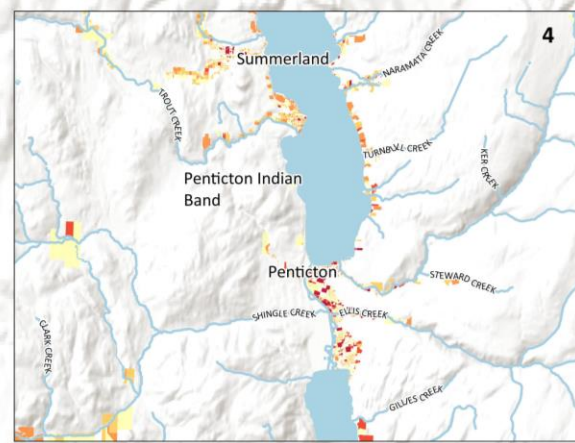 4
Summerland
NARAMATA CREEK
TROUT CREEK
TURNBULL CREEK
KER CREEK
Penticton Indian
Band
Penticton
STEWARD CREEK
SHINGLE CREEK
ELLIS CREEK
CLARK CREEK
GILLIES CREEK